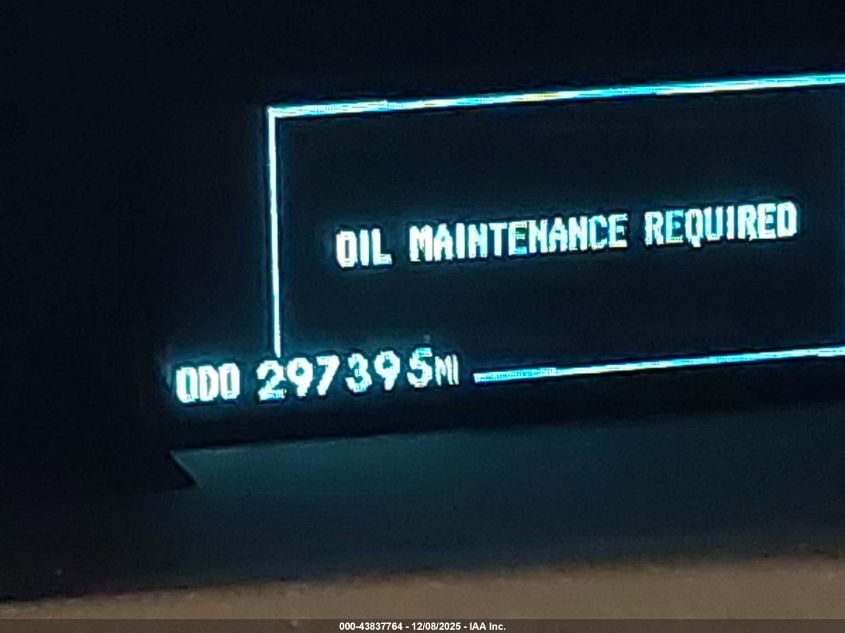 OIL MAINTENANCE REQUIRED
ODO 297395MI
000-43837764 - 12/08/2025 - IAA Inc.